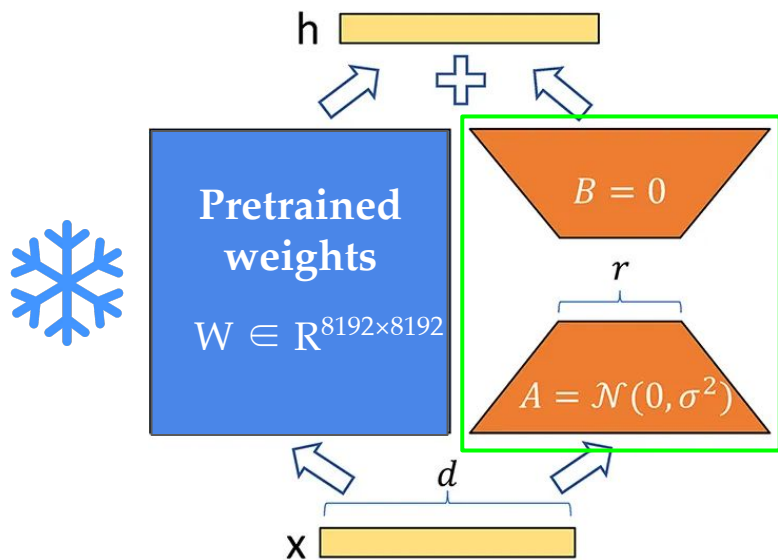 h
Pretrained
weights
W ∈ R^{8192×8192}
B = 0
r
A = 𝒩(0, σ²)
d
x